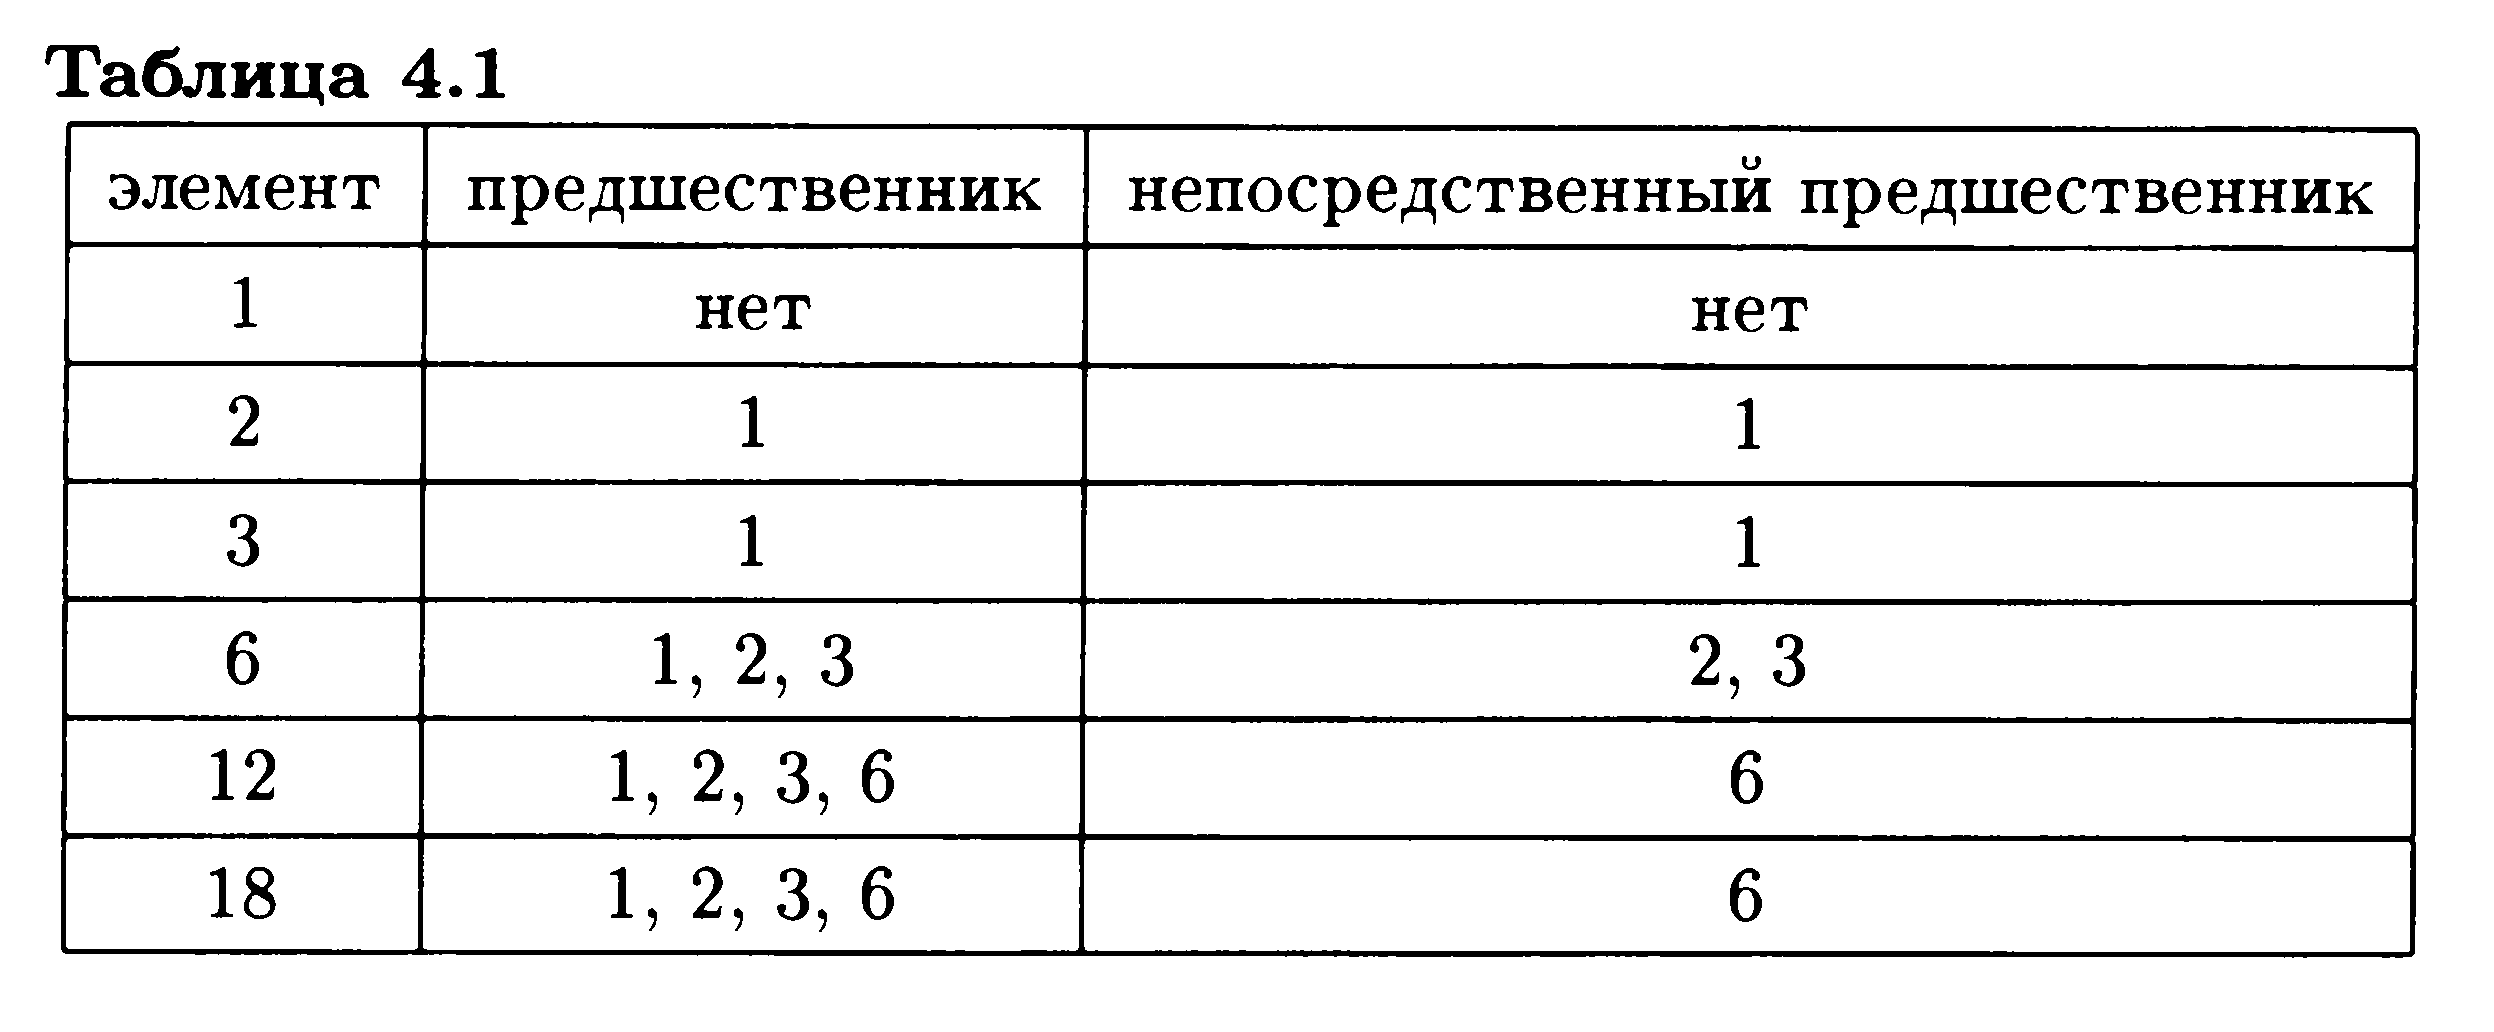 Таблица 4.1
элемент предшественник непосредственный предшественник
1 нет нет
2 1 1
3 1 1
6 1, 2, 3 2, 3
12 1, 2, 3, 6 6
18 1, 2, 3, 6 6